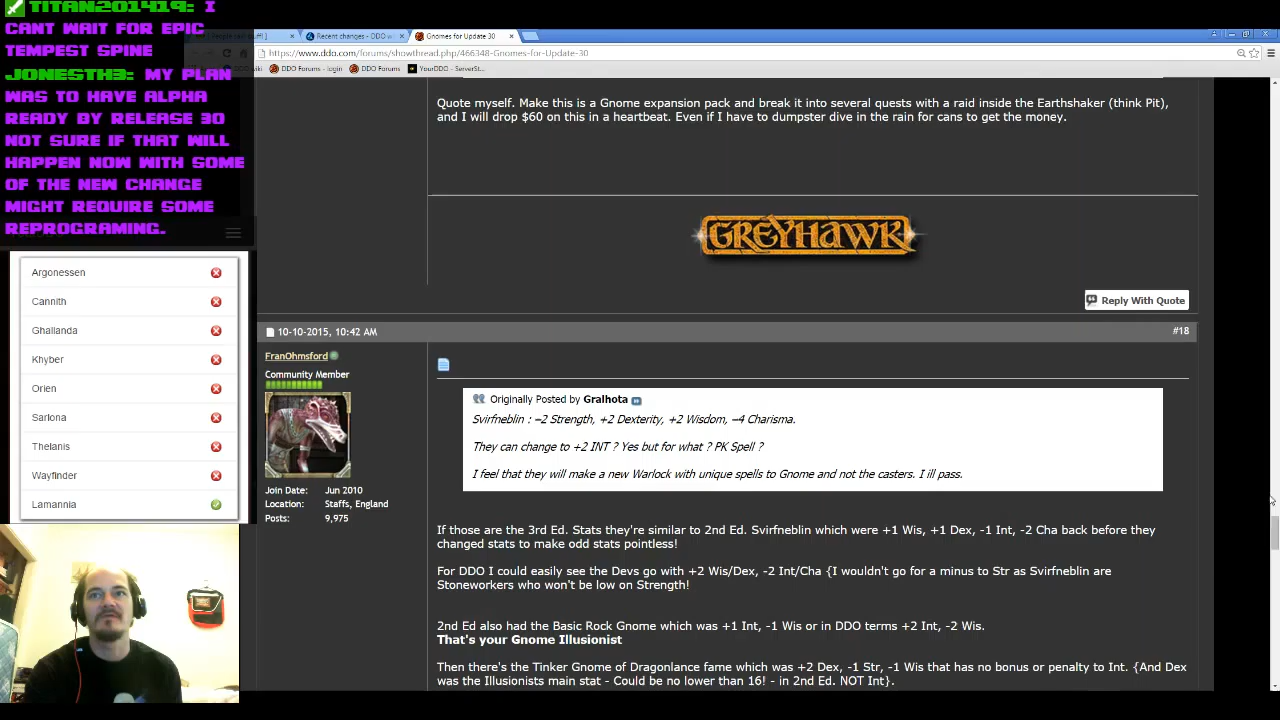 TITAN201419: I
CANT WAIT FOR EPIC
TEMPEST SPINE
JONESTH3: MY PLAN
WAS TO HAVE ALPHA
READY BY RELEASE 30
NOT SURE IF THAT WILL
HAPPEN NOW WITH SOME
OF THE NEW CHANGE
MIGHT REQUIRE SOME
REPROGRAMING.
Recent changes - DDO wi
Gnomes for Update 30
https://www.ddo.com/forums/showthread.php/466348-Gnomes-for-Update-30
DDO wiki
DDO Forums - login
DDO Forums
YourDDO - ServerSt...
Argonessen
Cannith
Ghallanda
Khyber
Orien
Sarlona
Thelanis
Wayfinder
Lamannia
Quote myself. Make this is a Gnome expansion pack and break it into several quests with a raid inside the Earthshaker (think Pit),
and I will drop $60 on this in a heartbeat. Even if I have to dumpster dive in the rain for cans to get the money.
GREYHAWK
Reply With Quote
10-10-2015, 10:42 AM
#18
FranOhmsford
Community Member
Join Date: Jun 2010
Location: Staffs, England
Posts: 9,975
Originally Posted by Gralhota
Svirfneblin : –2 Strength, +2 Dexterity, +2 Wisdom, –4 Charisma.
They can change to +2 INT ? Yes but for what ? PK Spell ?
I feel that they will make a new Warlock with unique spells to Gnome and not the casters. I ill pass.
If those are the 3rd Ed. Stats they're similar to 2nd Ed. Svirfneblin which were +1 Wis, +1 Dex, -1 Int, -2 Cha back before they
changed stats to make odd stats pointless!
For DDO I could easily see the Devs go with +2 Wis/Dex, -2 Int/Cha {I wouldn't go for a minus to Str as Svirfneblin are
Stoneworkers who won't be low on Strength!
2nd Ed also had the Basic Rock Gnome which was +1 Int, -1 Wis or in DDO terms +2 Int, -2 Wis.
That's your Gnome Illusionist
Then there's the Tinker Gnome of Dragonlance fame which was +2 Dex, -1 Str, -1 Wis that has no bonus or penalty to Int. {And Dex
was the Illusionists main stat - Could be no lower than 16! - in 2nd Ed. NOT Int}.